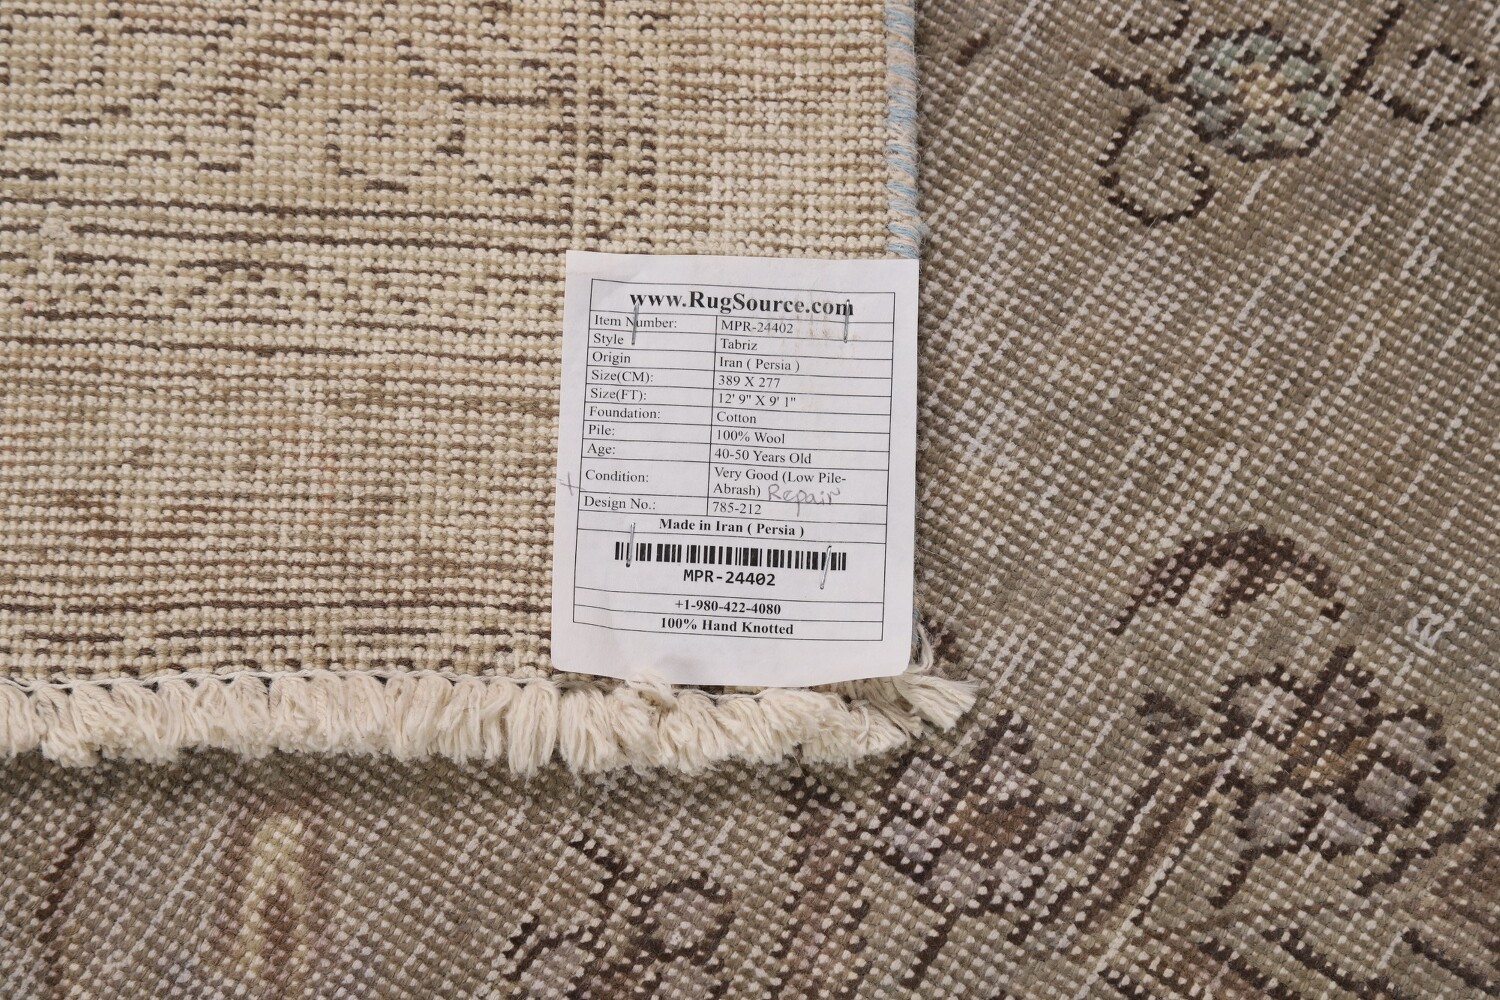 www.RugSource.com
Item Number: MPR-24402
Style Tabriz
Origin Iran ( Persia )
Size(CM): 389 X 277
Size(FT): 12' 9" X 9' 1"
Foundation: Cotton
Pile: 100% Wool
Age: 40-50 Years Old
Condition: Very Good (Low Pile-
Abrash) Repair
Design No.: 785-212
Made in Iran ( Persia )
MPR-24402
+1-980-422-4080
100% Hand Knotted